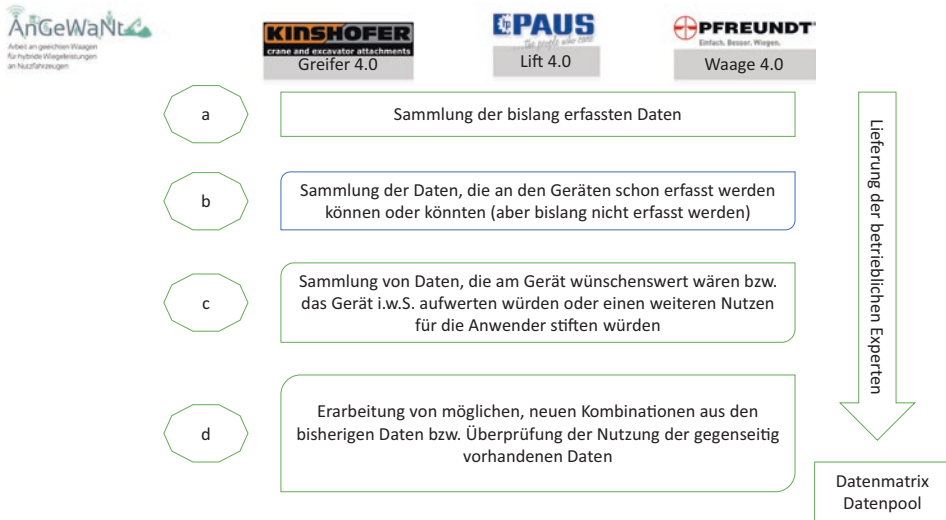 AnGeWaNt
Arbeit an geeichten Waagen
für hybride Wiegeleistungen
an Nutzfahrzeugen
KINSHOFER
crane and excavator attachments
Greifer 4.0
PAUS
...the people who care
Lift 4.0
PFREUNDT
Einfach. Besser. Wiegen.
Waage 4.0
a
Sammlung der bislang erfassten Daten
b
Sammlung der Daten, die an den Geräten schon erfasst werden
können oder könnten (aber bislang nicht erfasst werden)
c
Sammlung von Daten, die am Gerät wünschenswert wären bzw.
das Gerät i.w.S. aufwerten würden oder einen weiteren Nutzen
für die Anwender stiften würden
d
Erarbeitung von möglichen, neuen Kombinationen aus den
bisherigen Daten bzw. Überprüfung der Nutzung der gegenseitig
vorhandenen Daten
Lieferung der betrieblichen Experten
Datenmatrix
Datenpool